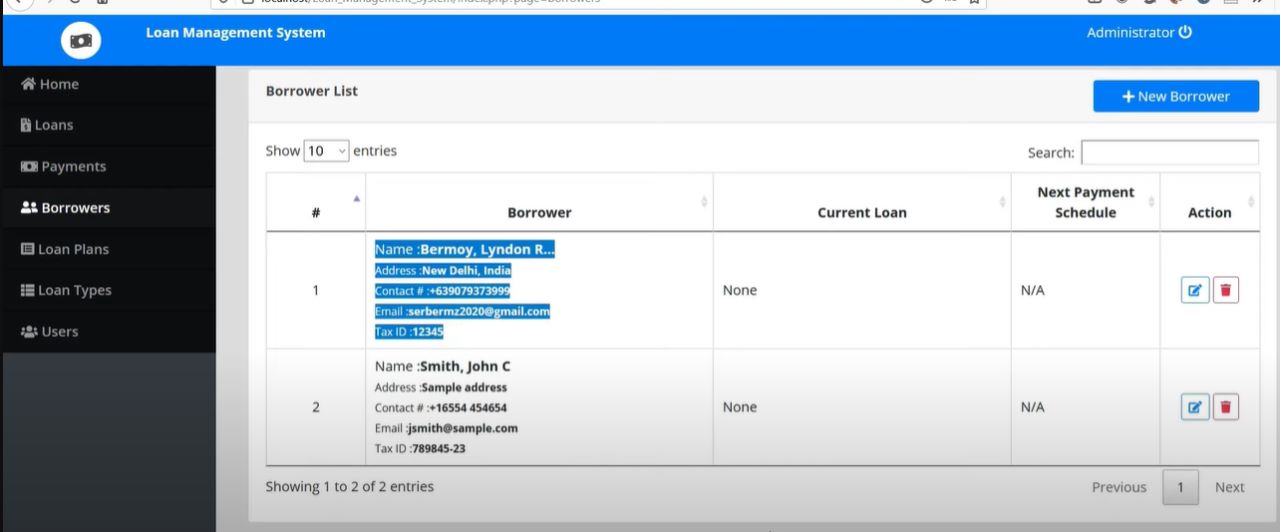 localhost/Loan_Management_System/index.php?page=borrowers
Loan Management System
Administrator
Home
Loans
Payments
Borrowers
Loan Plans
Loan Types
Users
Borrower List
+ New Borrower
Show 10 entries
Search:
# Borrower Current Loan Next Payment Schedule Action
1
Name :Bermoy, Lyndon R...
Address :New Delhi, India
Contact # :+639079373999
Email :serbermz2020@gmail.com
Tax ID :12345
None
N/A
2
Name :Smith, John C
Address :Sample address
Contact # :+16554 454654
Email :jsmith@sample.com
Tax ID :789845-23
None
N/A
Showing 1 to 2 of 2 entries
Previous 1 Next